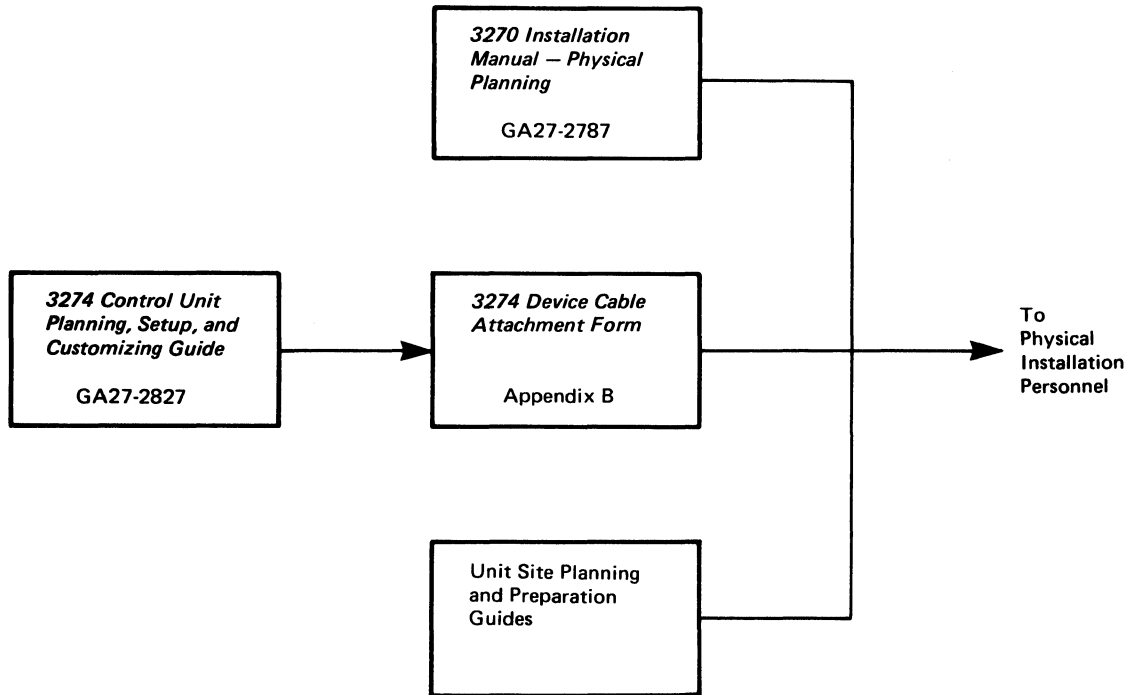 3270 Installation
Manual — Physical
Planning
GA27-2787
3274 Control Unit
Planning, Setup, and
Customizing Guide
GA27-2827
3274 Device Cable
Attachment Form
Appendix B
To
Physical
Installation
Personnel
Unit Site Planning
and Preparation
Guides